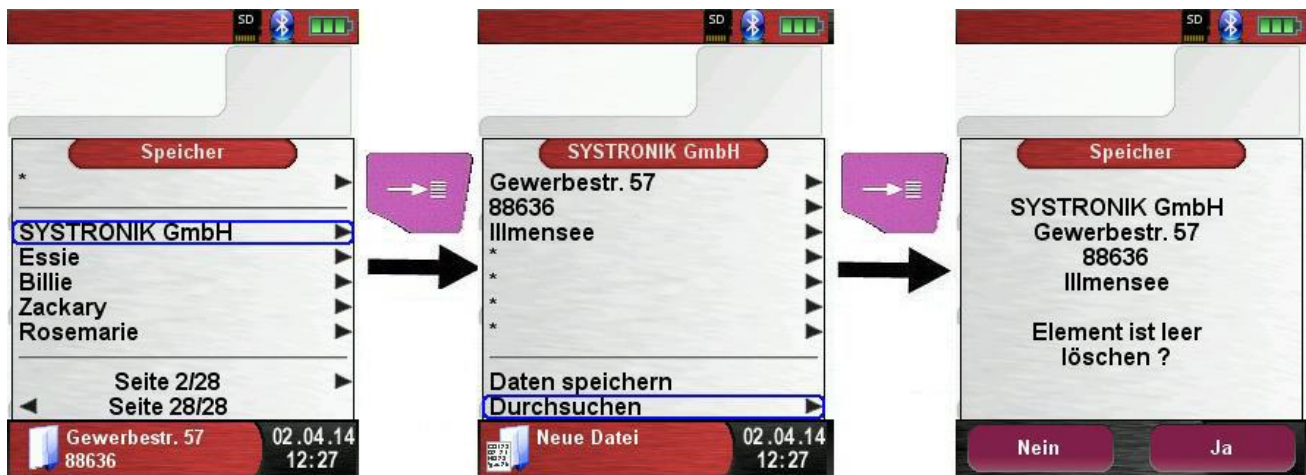 SD
Speicher
*
SYSTRONIK GmbH
Essie
Billie
Zackary
Rosemarie
Seite 2/28
Seite 28/28
Gewerbestr. 57
88636
02.04.14
12:27
SD
SYSTRONIK GmbH
Gewerbestr. 57
88636
Illmensee
*
*
*
*
Daten speichern
Durchsuchen
Neue Datei
02.04.14
12:27
SD
Speicher
SYSTRONIK GmbH
Gewerbestr. 57
88636
Illmensee
Element ist leer
löschen ?
Nein
Ja